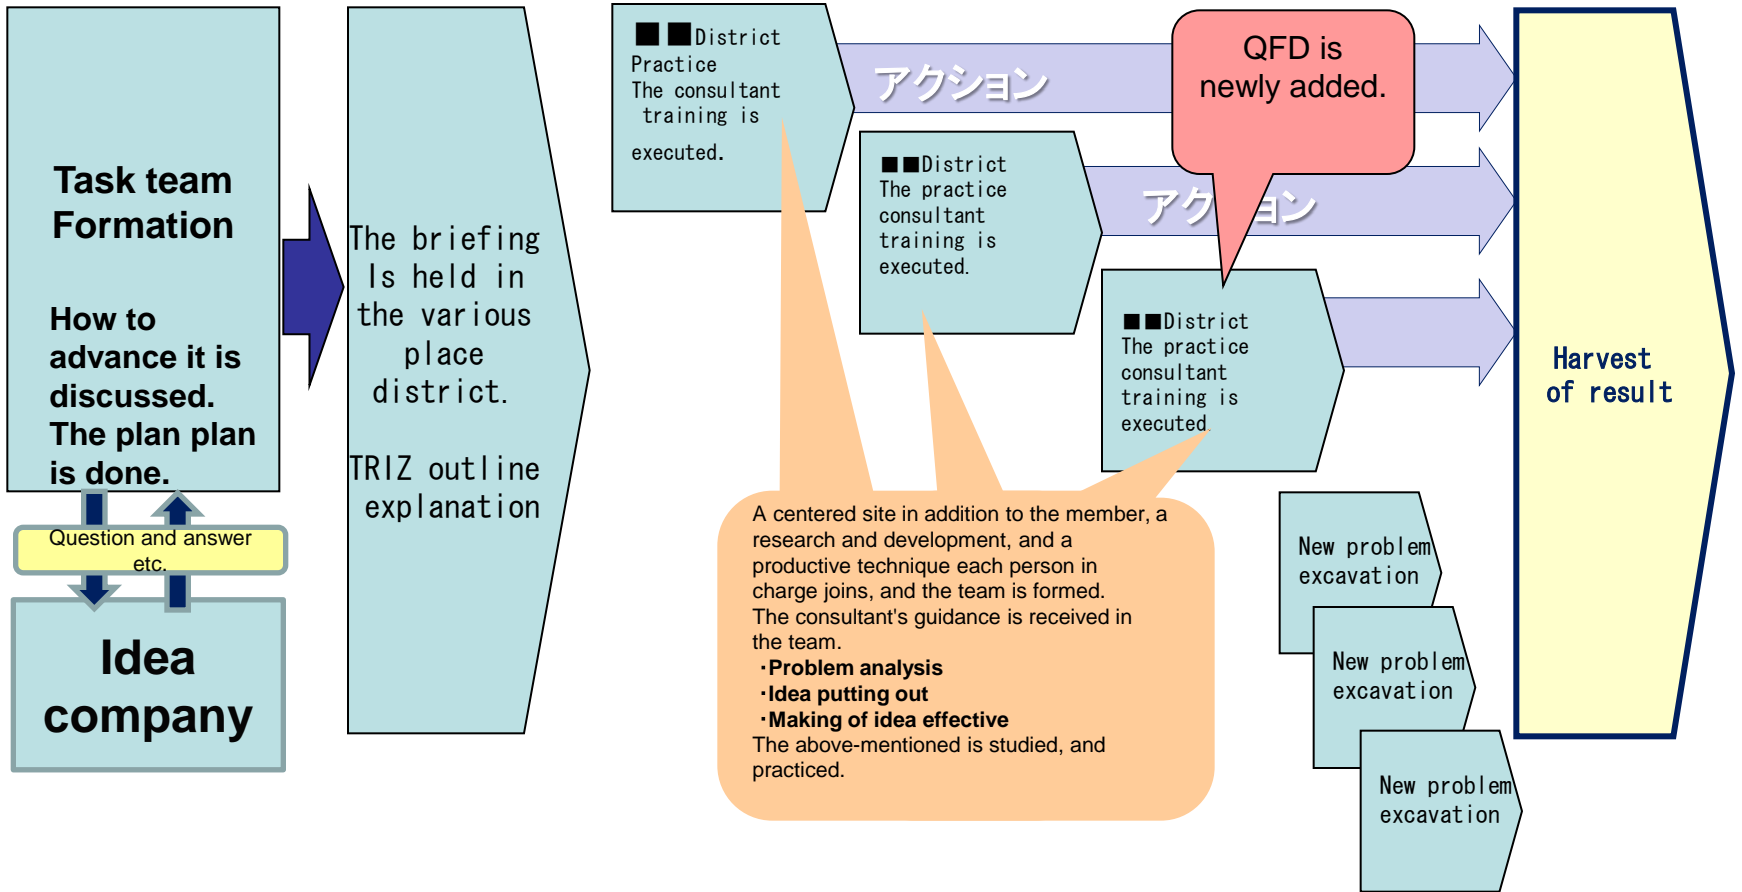 Task team
Formation
How to
advance it is
discussed.
The plan plan
is done.
Question and answer
etc.
Idea
company
The briefing
Is held in
the various
place
district.
TRIZ outline
explanation
■ ■District
Practice
The consultant
training is
executed.
アクション
■■District
The practice
consultant
training is
executed.
アクション
QFD is
newly added.
■■District
The practice
consultant
training is
executed.
A centered site in addition to the member, a
research and development, and a
productive technique each person in
charge joins, and the team is formed.
The consultant's guidance is received in
the team.
・Problem analysis
・Idea putting out
・Making of idea effective
The above-mentioned is studied, and
practiced.
New problem
excavation
New problem
excavation
New problem
excavation
Harvest
of result